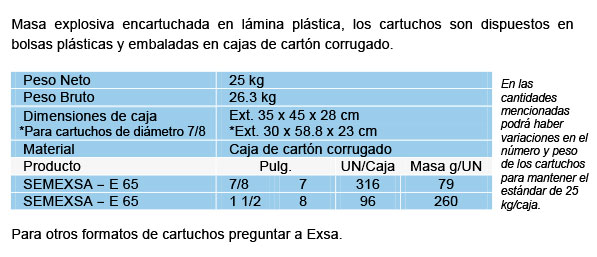 Masa explosiva encartuchada en lámina plástica, los cartuchos son dispuestos en
bolsas plásticas y embaladas en cajas de cartón corrugado.
Peso Neto 25 kg
Peso Bruto 26.3 kg
Dimensiones de caja Ext. 35 x 45 x 28 cm
*Para cartuchos de diámetro 7/8 *Ext. 30 x 58.8 x 23 cm
Material Caja de cartón corrugado
Producto Pulg. UN/Caja Masa g/UN
SEMEXSA – E 65 7/8 7 316 79
SEMEXSA – E 65 1 1/2 8 96 260
En las
cantidades
mencionadas
podrá haber
variaciones en el
número y peso
de los cartuchos
para mantener el
estándar de 25
kg/caja.
Para otros formatos de cartuchos preguntar a Exsa.